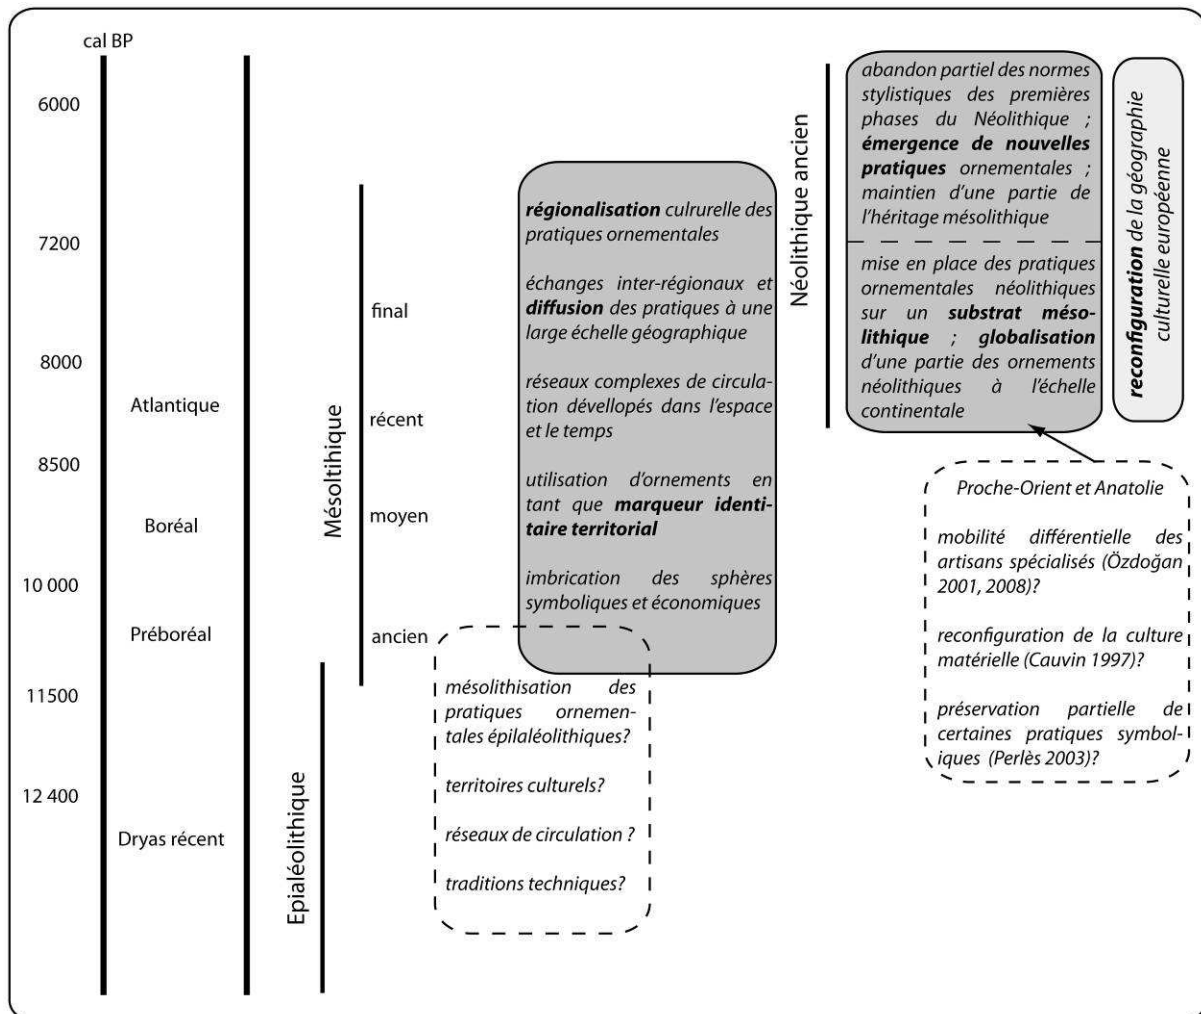 cal BP
6000
7200
8000
8500
10 000
11500
12 400
Atlantique
Boréal
Préboréal
Dryas récent
Epialéolithique
Mésoltihique
final
récent
moyen
ancien
mésolithisation des
pratiques ornemen-
tales épilaléolithiques?
territoires culturels?
réseaux de circulation ?
traditions techniques?
régionalisation culrurelle des
pratiques ornementales
échanges inter-régionaux et
diffusion des pratiques à une
large échelle géographique
réseaux complexes de circula-
tion dévellopés dans l'espace
et le temps
utilisation d'ornements en
tant que marqueur identi-
taire territorial
imbrication des sphères
symboliques et économiques
Néolithique ancien
abandon partiel des normes
stylistiques des premières
phases du Néolithique ;
émergence de nouvelles
pratiques ornementales ;
maintien d'une partie de
l'héritage mésolithique
mise en place des pratiques
ornementales néolithiques
sur un substrat méso-
lithique ; globalisation
d'une partie des ornements
néolithiques à l'échelle
continentale
reconfiguration de la géographie
culturelle européenne
Proche-Orient et Anatolie
mobilité différentielle des
artisans spécialisés (Özdoğan
2001, 2008)?
reconfiguration de la culture
matérielle (Cauvin 1997)?
préservation partielle de
certaines pratiques symbol-
iques (Perlès 2003)?